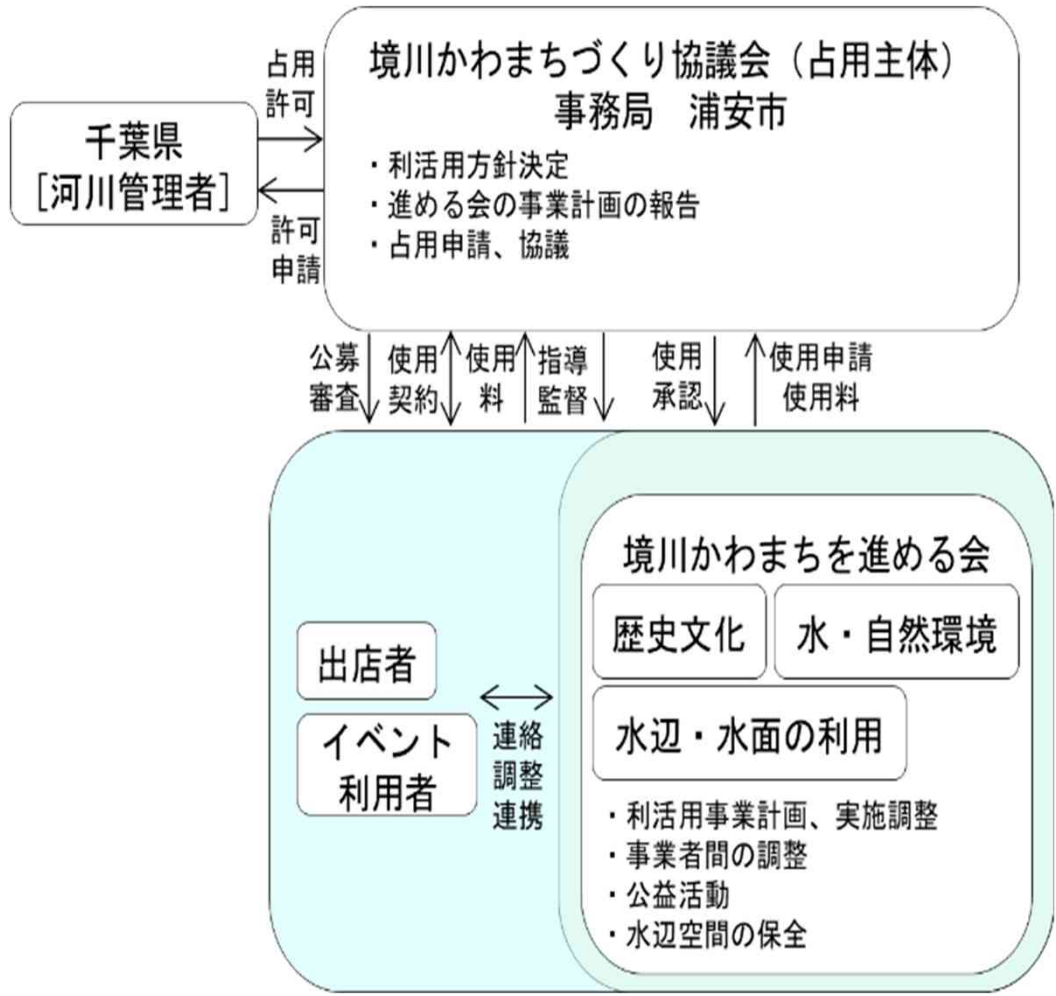 境川かわまちづくり協議会（占用主体）
事務局　浦安市
・利活用方針決定
・進める会の事業計画の報告
・占用申請、協議
占用
許可
千葉県
［河川管理者］
許可
申請
公募
審査
使用
契約
使用
料
指導
監督
使用
承認
使用申請
使用料
境川かわまちを進める会
歴史文化
水・自然環境
水辺・水面の利用
・利活用事業計画、実施調整
・事業者間の調整
・公益活動
・水辺空間の保全
出店者
イベント
利用者
連絡
調整
連携